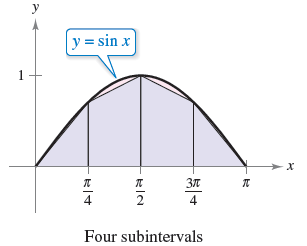 y
y = sin x
1
x
π/4 π/2 3π/4 π
Four subintervals